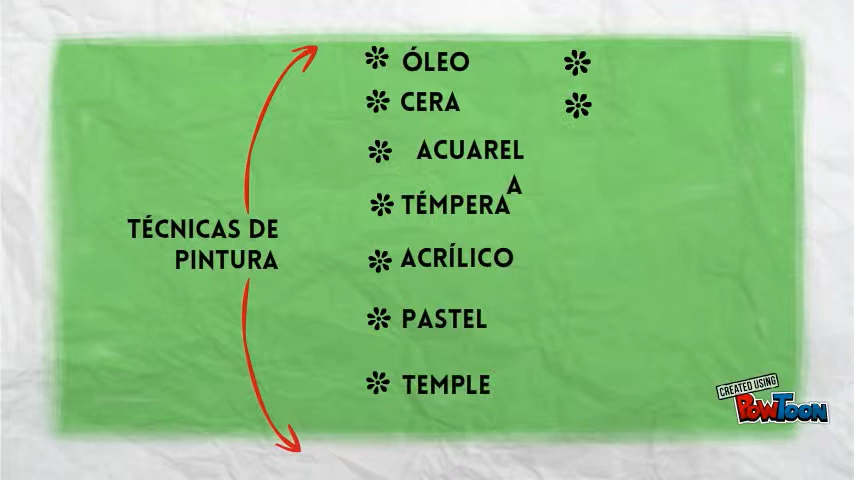 TÉCNICAS DE
PINTURA
ÓLEO
CERA
ACUAREL
A
TÉMPERA
ACRÍLICO
PASTEL
TEMPLE
CREATED USING
POWTOON